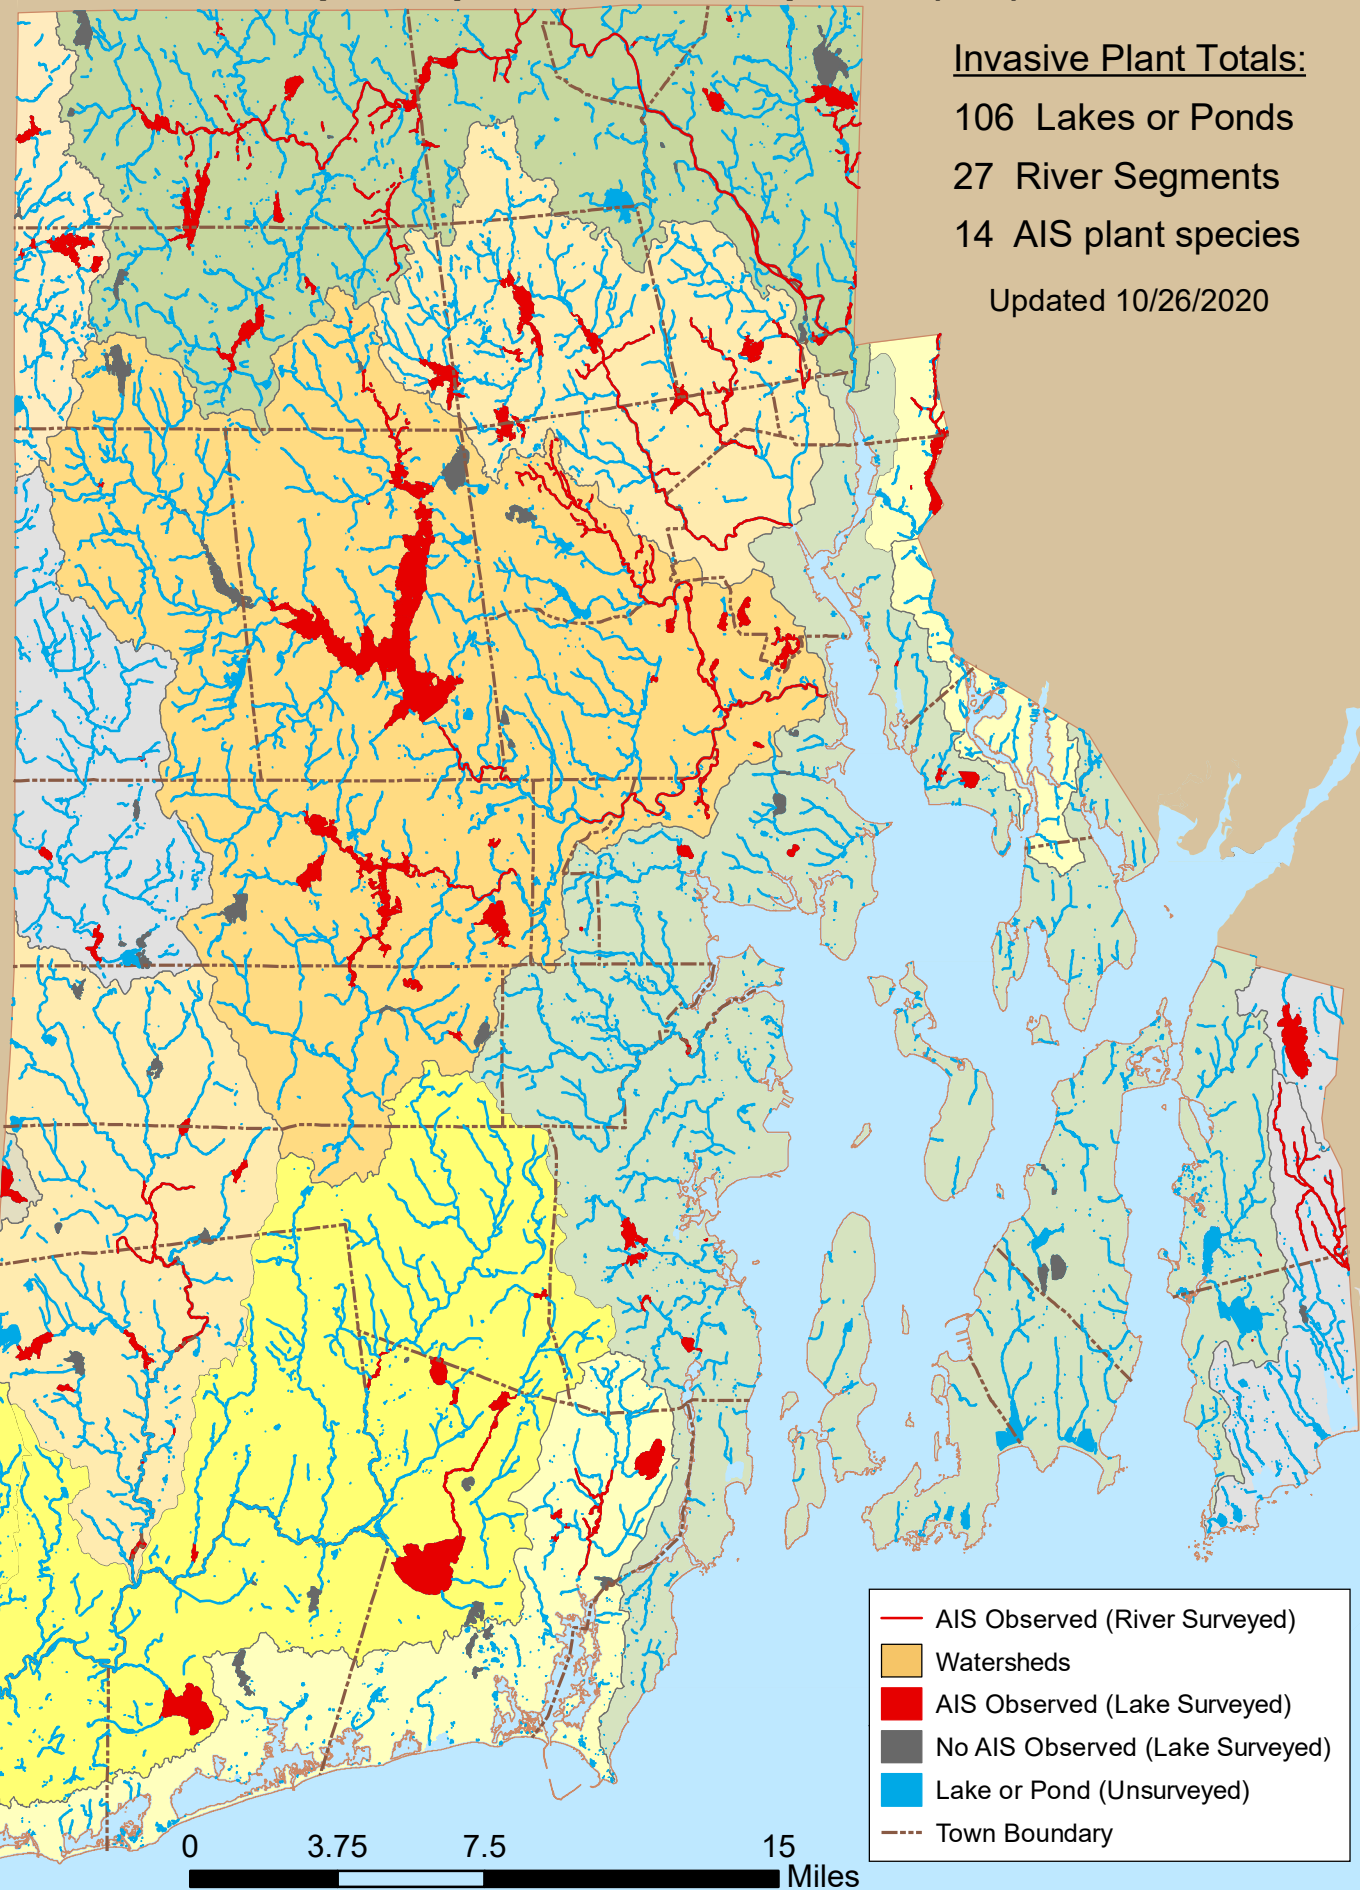 Invasive Plant Totals:
106 Lakes or Ponds
27 River Segments
14 AIS plant species
Updated 10/26/2020
AIS Observed (River Surveyed)
Watersheds
AIS Observed (Lake Surveyed)
No AIS Observed (Lake Surveyed)
Lake or Pond (Unsurveyed)
Town Boundary
0 3.75 7.5 15
Miles